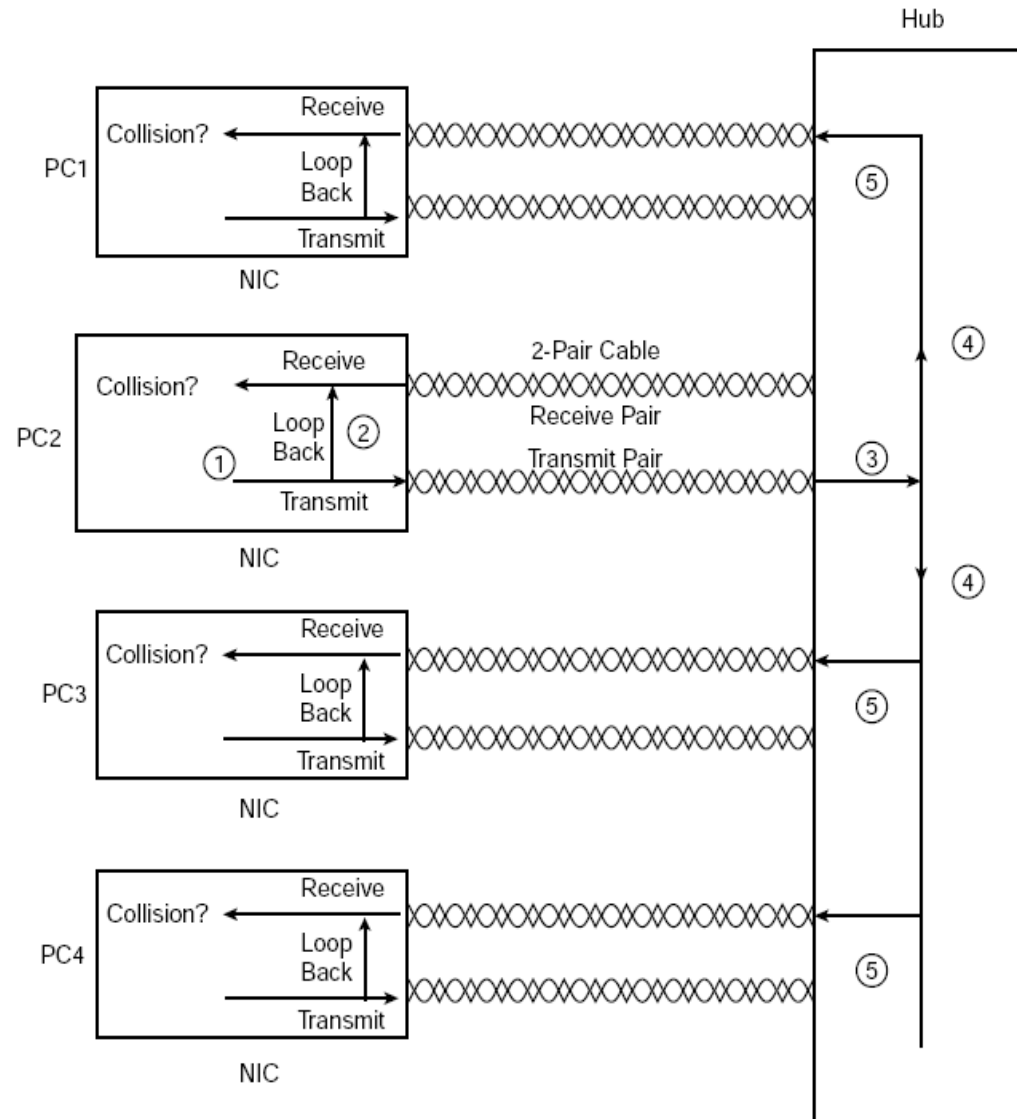 Hub
Receive
Collision?
PC1
Loop
Back
Transmit
NIC
5
4
Receive
Collision?
PC2
Loop
Back
1
2
Transmit
NIC
2-Pair Cable
Receive Pair
Transmit Pair
3
4
Receive
Collision?
PC3
Loop
Back
Transmit
NIC
5
Receive
Collision?
PC4
Loop
Back
Transmit
NIC
5